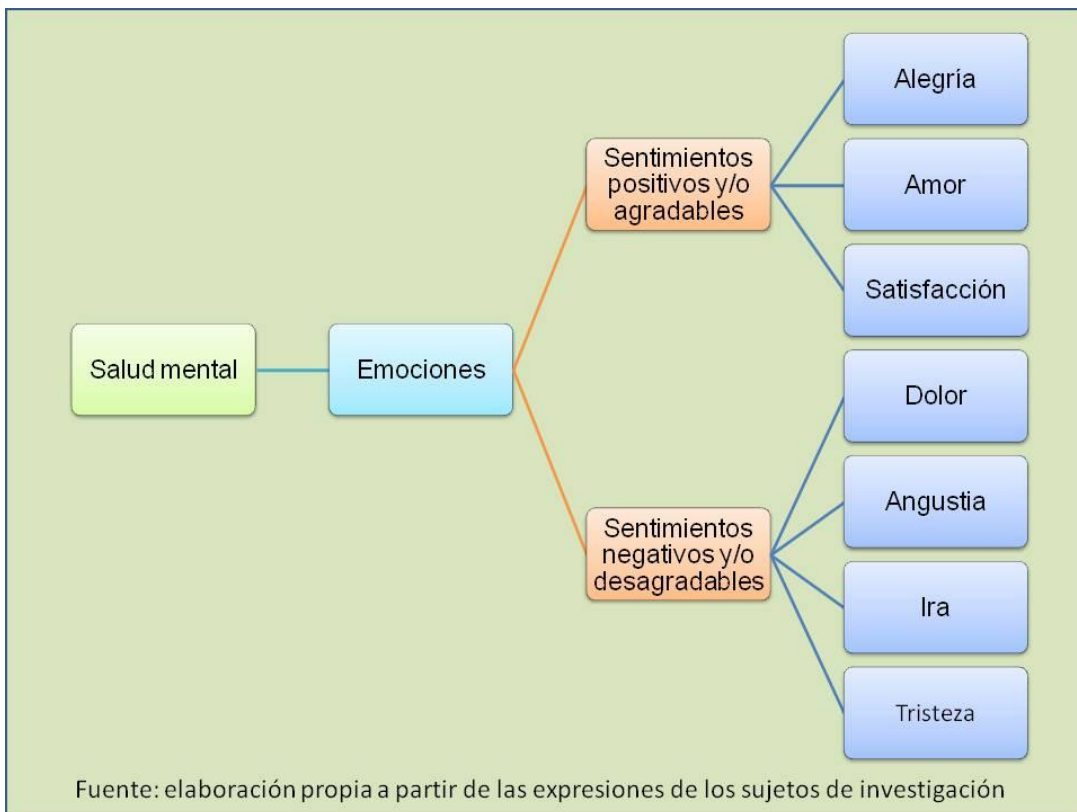 Salud mental
Emociones
Sentimientos
positivos y/o
agradables
Alegría
Amor
Satisfacción
Sentimientos
negativos y/o
desagradables
Dolor
Angustia
Ira
Tristeza
Fuente: elaboración propia a partir de las expresiones de los sujetos de investigación